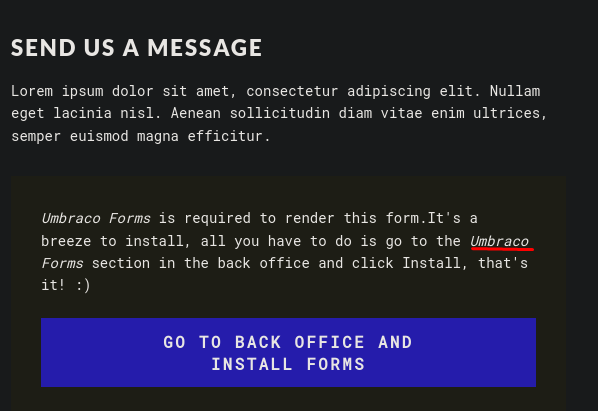 SEND US A MESSAGE
Lorem ipsum dolor sit amet, consectetur adipiscing elit. Nullam
eget lacinia nisl. Aenean sollicitudin diam vitae enim ultrices,
semper euismod magna efficitur.
Umbraco Forms is required to render this form.It's a
breeze to install, all you have to do is go to the Umbraco
Forms section in the back office and click Install, that's
it! :)
GO TO BACK OFFICE AND
INSTALL FORMS